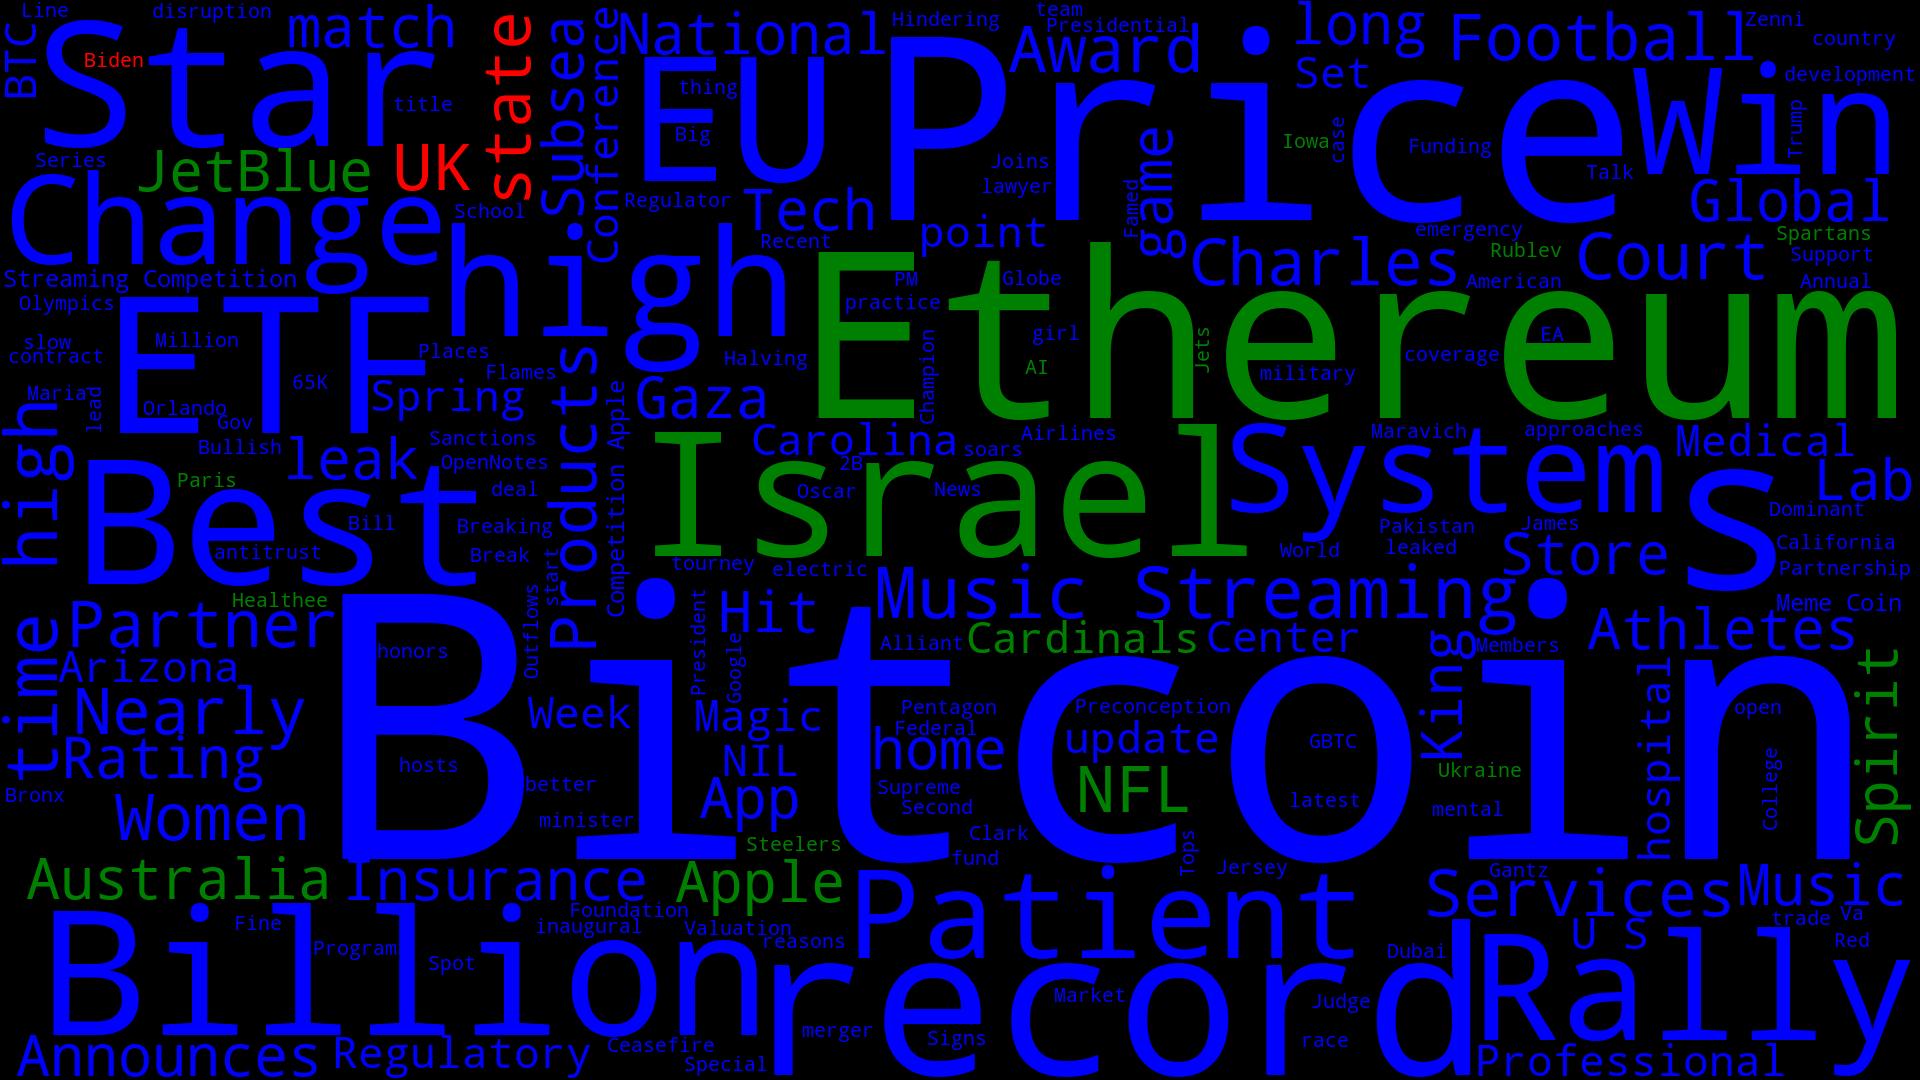 Line
disruption
match
state
BTC
Star
Biden
title
Subsea
Conference
National
Hindering
team
Presidential
Award
long
Football
Zenni
country
Set
development
EU
thing
Big
Price
Win
Trump
case
Iowa
Funding
Talk
Series
JetBlue
UK
Joins
lawyer
game
Famed
Regulator
Tech
Global
Change
School
Recent
point
emergency
Spartans
Charles
Rublev
Court
Support
Streaming Competition
high
PM
Globe
American
Annual
Olympics
practice
Ethereum
ETF
Million
slow
contract
Places
Halving
Champion
girl
Jets
EA
coverage
65K
Flames
AI
military
Maria
lead
Orlando
Gov
Spring
Products
Competition Apple
Gaza
high
Bullish
leak
Sanctions
OpenNotes
Carolina
soars
Airlines
Maravich
approaches
Medical
Best
Paris
deal
2B
Oscar
News
Israel
System
s
Lab
Bill
Breaking
Dominant
antitrust
Break
start
Pakistan
leaked
James
World
Store
California
tourney
electric
Partnership
Healthee
Music Streaming
Meme Coin
time
Partner
Outflows
Hit
President
Google
Alliant
Cardinals
Center
King
Members
Athletes
Arizona
honors
Bitcoin
hospital
Spirit
Nearly
Week
Magic
Pentagon
Federal
Preconception
open
Rating
hosts
NIL
home
update
GBTC
College
Bronx
better
App
Supreme
Second
NFL
latest
Ukraine
mental
Women
minister
Steelers
Clark
fund
Tops
Jersey
Gantz
Australia
Insurance
Apple
Patient
Services
Music
Foundation
inaugural
Valuation
reasons
U S
trade
Va
Red
Billion
Fine
Program
Spot
record
Dubai
Rally
Market
Judge
merger
Signs
race
Announces
Regulatory
Ceasefire
Special
Professional